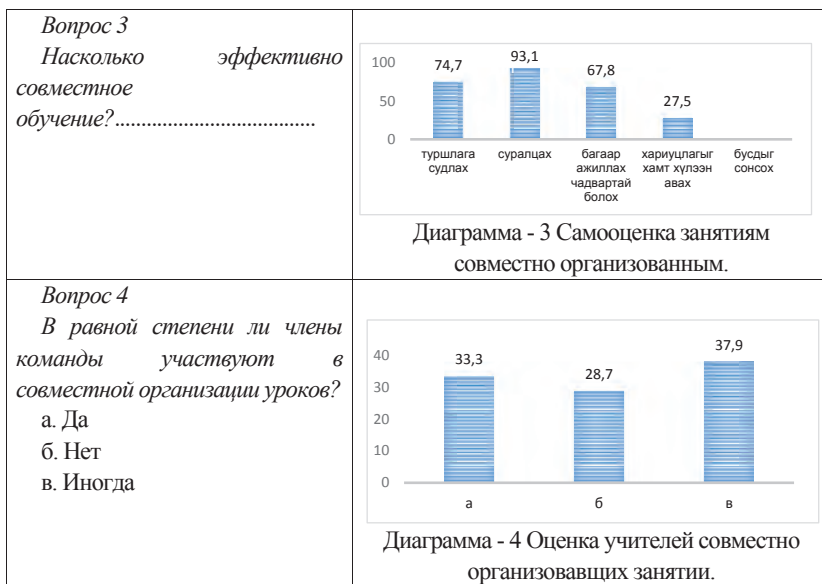 Вопрос 3
Насколько эффективно
совместное
обучение?....................................
100
50
0
74,7
93,1
67,8
27,5
туршлага
судлах
суралцах
багаар
ажиллах
чадвартай
болох
хариуцлагыг
хамт хүлээн
авах
бусдыг
сонсох
Диаграмма - 3 Самооценка занятиям
совместно организованным.
Вопрос 4
В равной степени ли члены
команды участвуют в
совместной организации уроков?
а. Да
б. Нет
в. Иногда
40
30
20
10
0
33,3
28,7
37,9
а
б
в
Диаграмма - 4 Оценка учителей совместно
организовавщих занятии.